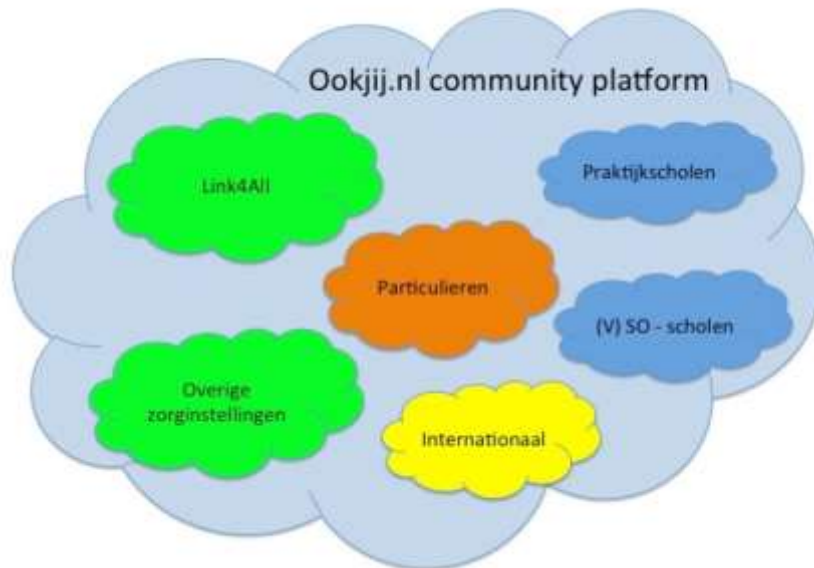 Ookjij.nl community platform
Link4All
Praktijkscholen
Particulieren
(V) SO - scholen
Overige
zorginstellingen
Internationaal